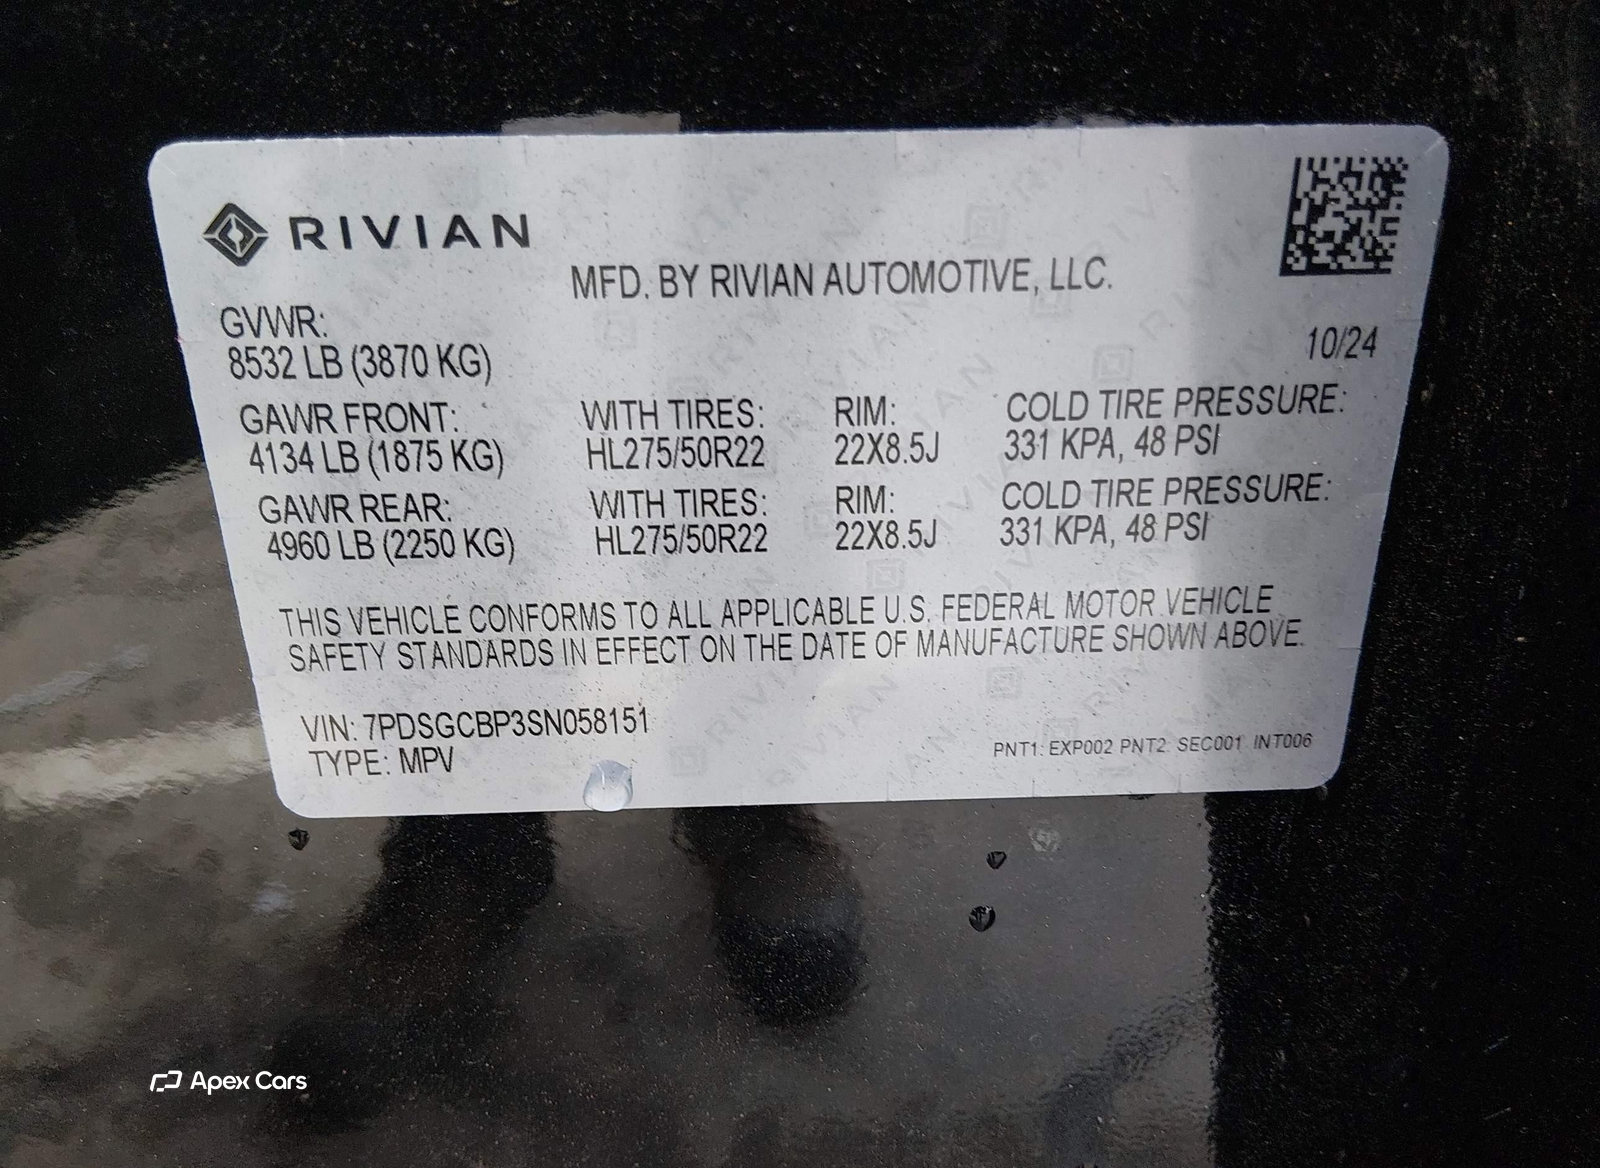 RIVIAN
MFD. BY RIVIAN AUTOMOTIVE, LLC.
GVWR:
8532 LB (3870 KG)
10/24
GAWR FRONT: WITH TIRES: RIM: COLD TIRE PRESSURE:
4134 LB (1875 KG) HL275/50R22 22X8.5J 331 KPA, 48 PSI
GAWR REAR: WITH TIRES: RIM: COLD TIRE PRESSURE:
4960 LB (2250 KG) HL275/50R22 22X8.5J 331 KPA, 48 PSI
THIS VEHICLE CONFORMS TO ALL APPLICABLE U.S. FEDERAL MOTOR VEHICLE
SAFETY STANDARDS IN EFFECT ON THE DATE OF MANUFACTURE SHOWN ABOVE.
VIN: 7PDSGCBP3SN058151
TYPE: MPV
PNT1: EXP002 PNT2: SEC001 INT006
Apex Cars